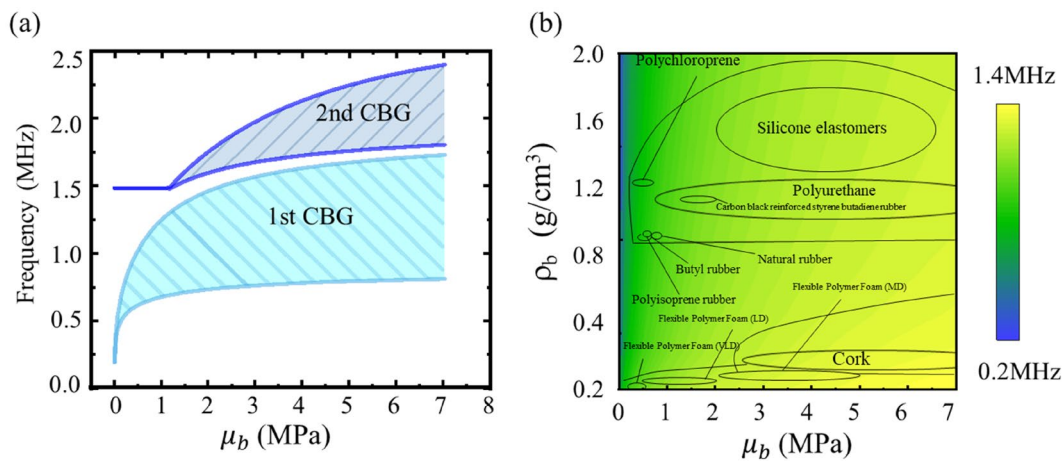 (a)
2.5
2.0
1.5
1.0
0.5
0.0
Frequency (MHz)
2nd CBG
1st CBG
0 1 2 3 4 5 6 7 8
μb (MPa)
(b)
2.0
1.6
1.2
0.8
0.4
0.2
ρb (g/cm³)
Polychloroprene
Silicone elastomers
Polyurethane
Carbon black reinforced styrene butadiene rubber
Natural rubber
Butyl rubber
Polyisoprene rubber
Flexible Polymer Foam (MD)
Flexible Polymer Foam (LD)
Flexible Polymer Foam (VLD)
Cork
0 1 2 3 4 5 6 7
μb (MPa)
1.4MHz
0.2MHz